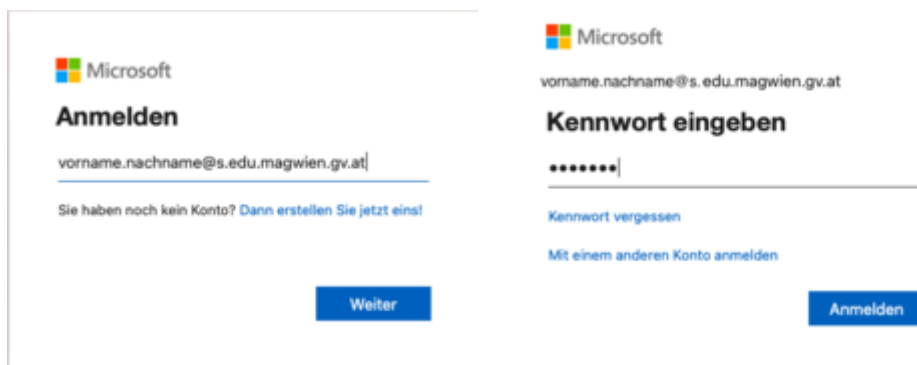 Microsoft
Anmelden
vorname.nachname@s.edu.magwien.gv.at
Sie haben noch kein Konto? Dann erstellen Sie jetzt eins!
Weiter
Microsoft
vorname.nachname@s.edu.magwien.gv.at
Kennwort eingeben
•••••••
Kennwort vergessen
Mit einem anderen Konto anmelden
Anmelden